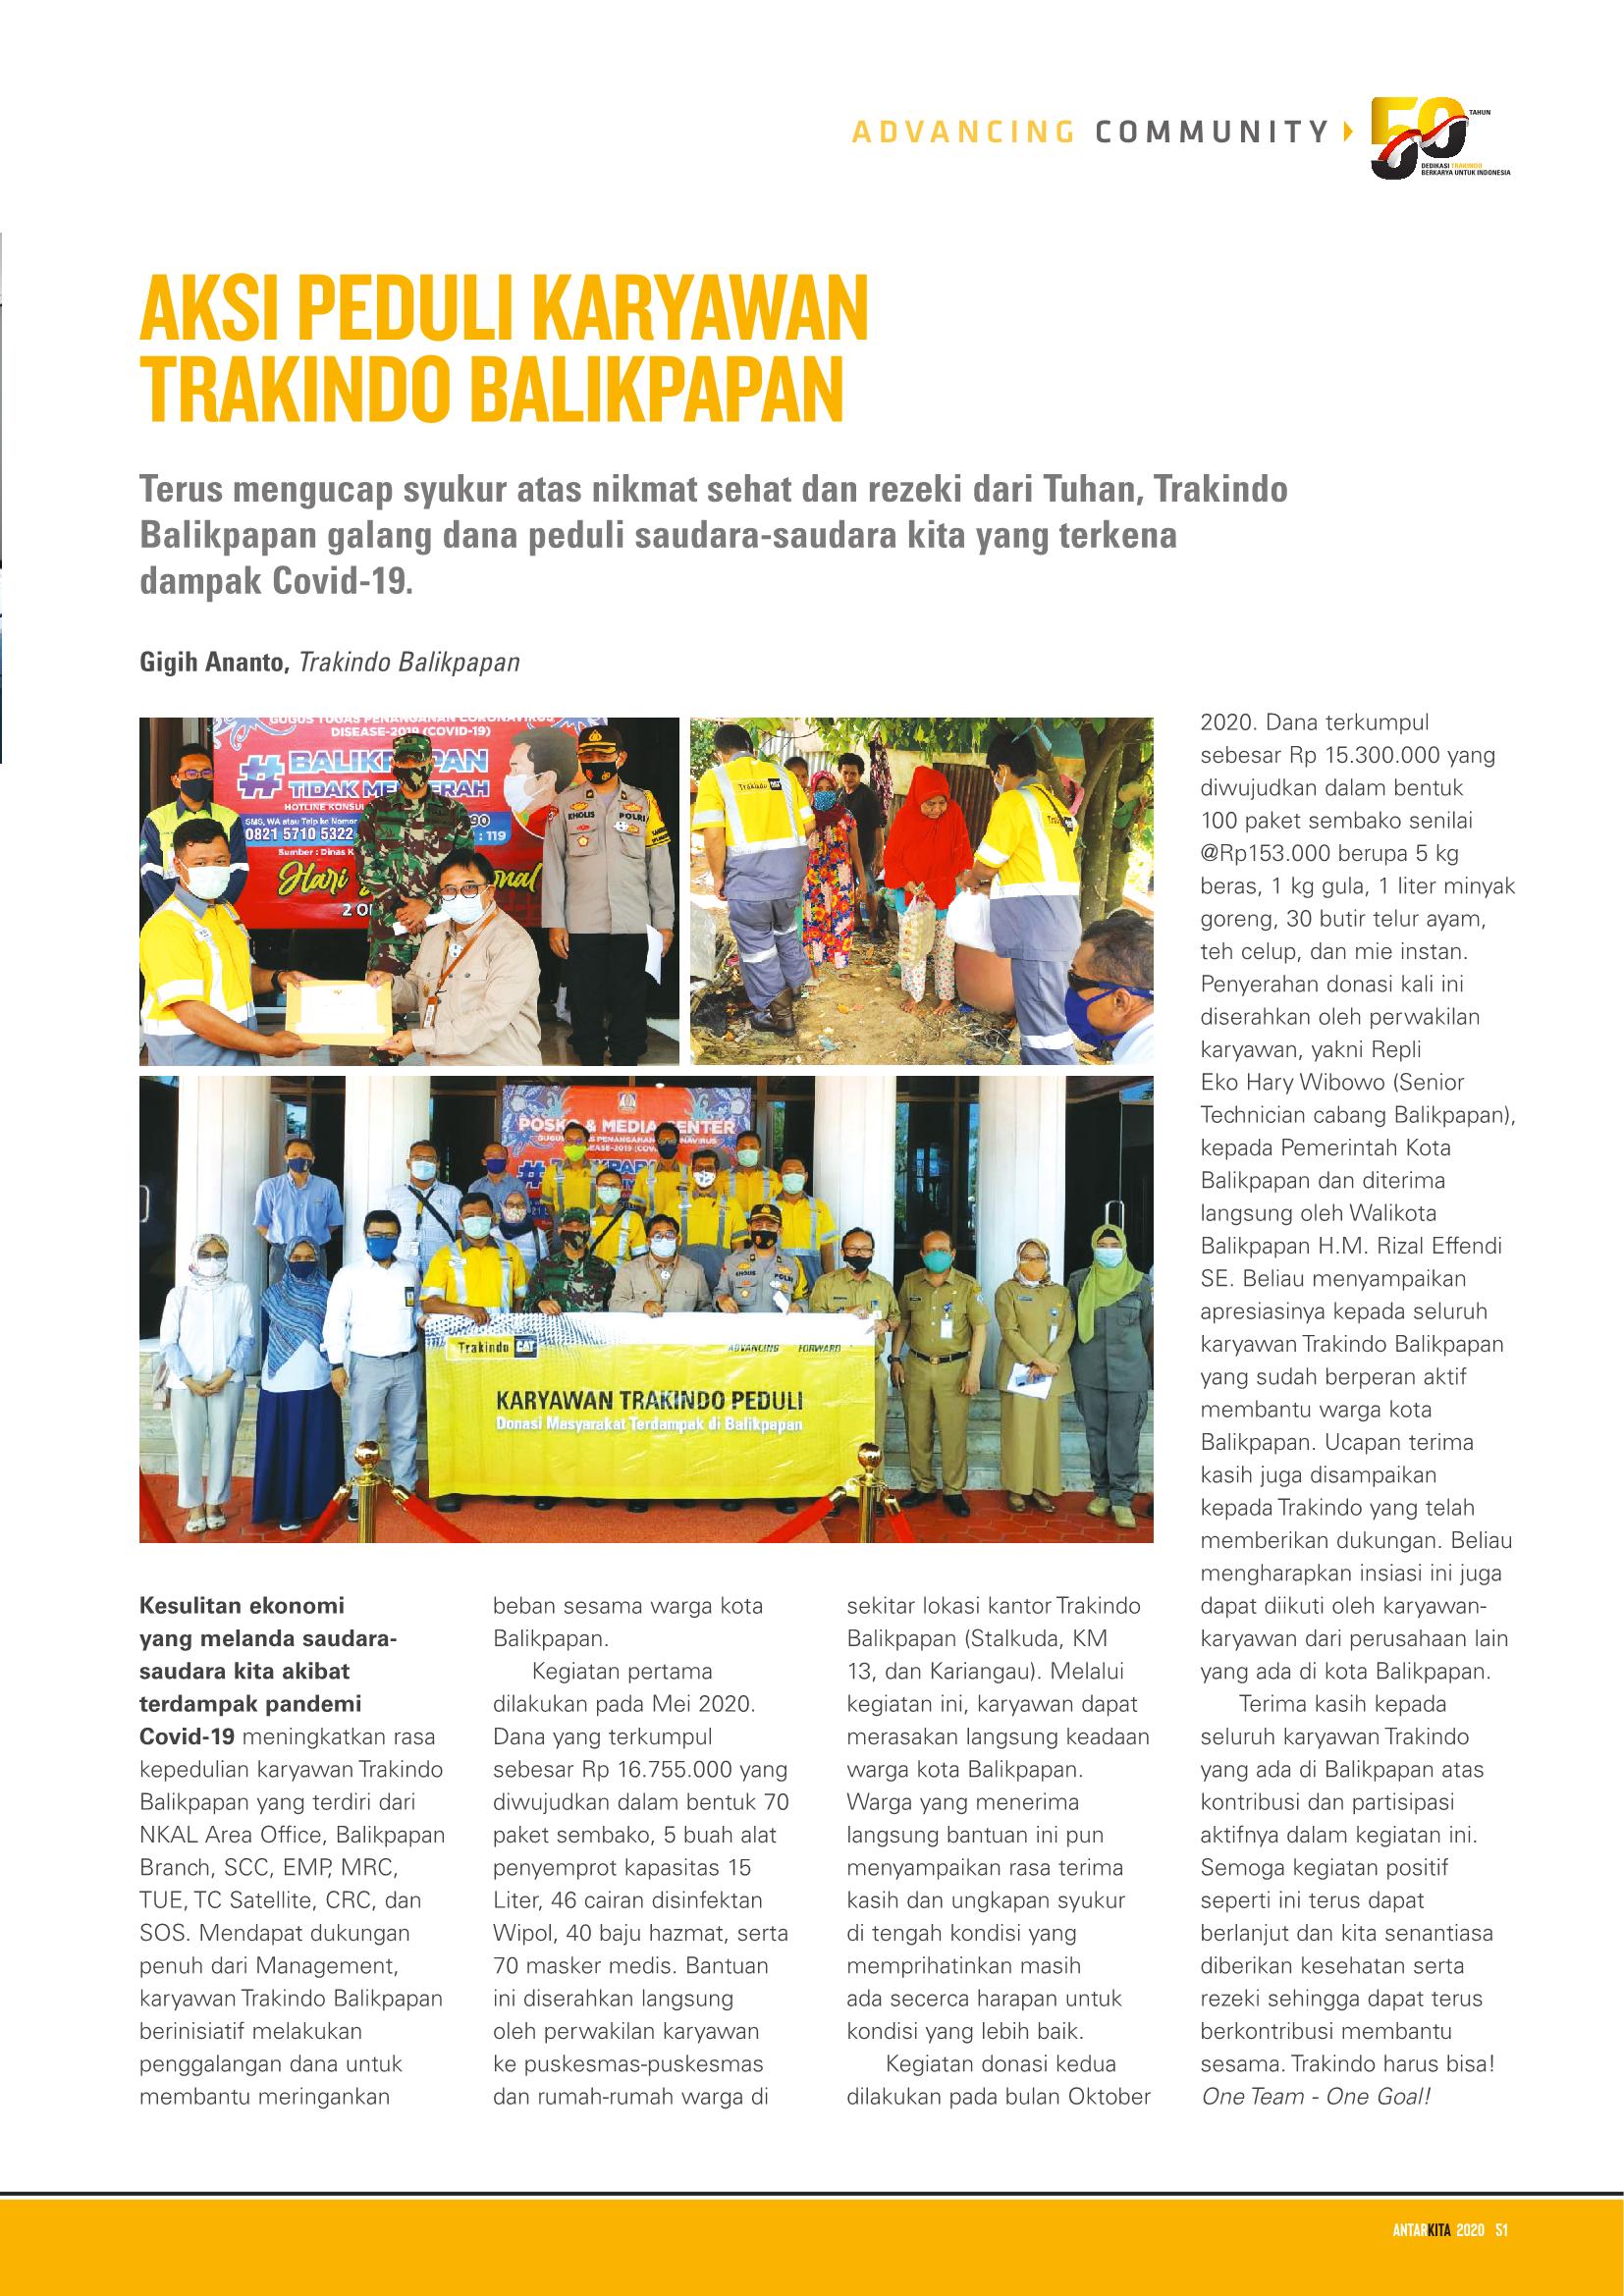 ADVANCING COMMUNITY
50 TAHUN
DEDIKASI TRAKINDO
BERKARYA UNTUK INDONESIA
AKSI PEDULI KARYAWAN
TRAKINDO BALIKPAPAN
Terus mengucap syukur atas nikmat sehat dan rezeki dari Tuhan, Trakindo
Balikpapan galang dana peduli saudara-saudara kita yang terkena
dampak Covid-19.
Gigih Ananto, Trakindo Balikpapan
GUGUS TUGAS PENANGANAN CORONAVIRUS
DISEASE-2019 (COVID-19)
HOTLINE
SMS, WA atau Telp ke Nomor
0821 5710 5322
: 119
Sumber : Dinas
Hari
KHOLIS
POLRI
Trakindo CAT
POSKO & MEDIA CENTER
KHOLIS
POLRI
Trakindo CAT
ADVANCING FORWARD
KARYAWAN TRAKINDO PEDULI
Donasi Masyarakat Terdampak di Balikpapan
Kesulitan ekonomi
yang melanda saudara-
saudara kita akibat
terdampak pandemi
Covid-19 meningkatkan rasa
kepedulian karyawan Trakindo
Balikpapan yang terdiri dari
NKAL Area Office, Balikpapan
Branch, SCC, EMP, MRC,
TUE, TC Satellite, CRC, dan
SOS. Mendapat dukungan
penuh dari Management,
karyawan Trakindo Balikpapan
berinisiatif melakukan
penggalangan dana untuk
membantu meringankan
beban sesama warga kota
Balikpapan.
Kegiatan pertama
dilakukan pada Mei 2020.
Dana yang terkumpul
sebesar Rp 16.755.000 yang
diwujudkan dalam bentuk 70
paket sembako, 5 buah alat
penyemprot kapasitas 15
Liter, 46 cairan disinfektan
Wipol, 40 baju hazmat, serta
70 masker medis. Bantuan
ini diserahkan langsung
oleh perwakilan karyawan
ke puskesmas-puskesmas
dan rumah-rumah warga di
sekitar lokasi kantor Trakindo
Balikpapan (Stalkuda, KM
13, dan Kariangau). Melalui
kegiatan ini, karyawan dapat
merasakan langsung keadaan
warga kota Balikpapan.
Warga yang menerima
langsung bantuan ini pun
menyampaikan rasa terima
kasih dan ungkapan syukur
di tengah kondisi yang
memprihatinkan masih
ada secerca harapan untuk
kondisi yang lebih baik.
Kegiatan donasi kedua
dilakukan pada bulan Oktober
2020. Dana terkumpul
sebesar Rp 15.300.000 yang
diwujudkan dalam bentuk
100 paket sembako senilai
@Rp153.000 berupa 5 kg
beras, 1 kg gula, 1 liter minyak
goreng, 30 butir telur ayam,
teh celup, dan mie instan.
Penyerahan donasi kali ini
diserahkan oleh perwakilan
karyawan, yakni Repli
Eko Hary Wibowo (Senior
Technician cabang Balikpapan),
kepada Pemerintah Kota
Balikpapan dan diterima
langsung oleh Walikota
Balikpapan H.M. Rizal Effendi
SE. Beliau menyampaikan
apresiasinya kepada seluruh
karyawan Trakindo Balikpapan
yang sudah berperan aktif
membantu warga kota
Balikpapan. Ucapan terima
kasih juga disampaikan
kepada Trakindo yang telah
memberikan dukungan. Beliau
mengharapkan insiasi ini juga
dapat diikuti oleh karyawan-
karyawan dari perusahaan lain
yang ada di kota Balikpapan.
Terima kasih kepada
seluruh karyawan Trakindo
yang ada di Balikpapan atas
kontribusi dan partisipasi
aktifnya dalam kegiatan ini.
Semoga kegiatan positif
seperti ini terus dapat
berlanjut dan kita senantiasa
diberikan kesehatan serta
rezeki sehingga dapat terus
berkontribusi membantu
sesama. Trakindo harus bisa!
One Team - One Goal!
ANTARKITA 2020 51